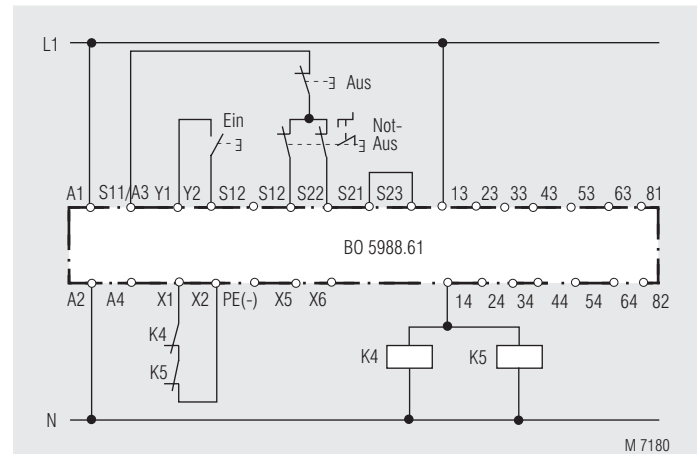 L1
Aus
Ein
Not-
Aus
A1 S11/A3 Y1 Y2 S12 S12 S22 S21 S23 13 23 33 43 53 63 81
BO 5988.61
A2 A4 X1 X2 PE(-) X5 X6 14 24 34 44 54 64 82
K4
K5
K4 K5
N
M 7180